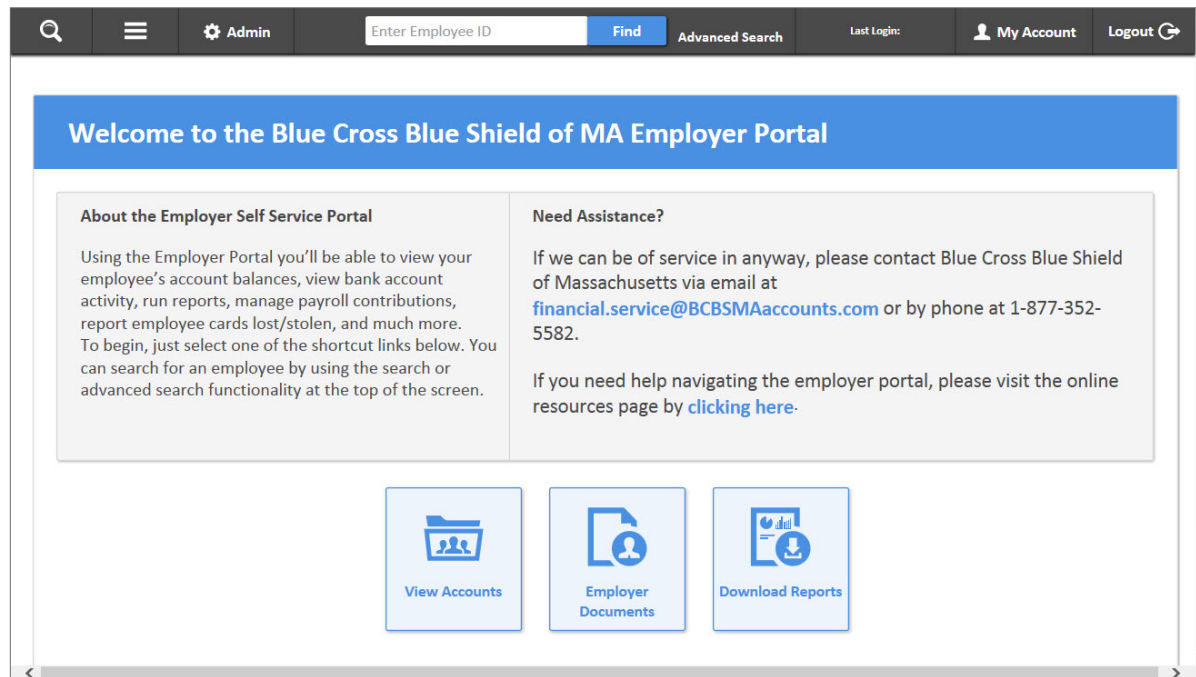 Admin
Enter Employee ID
Find
Advanced Search
Last Login:
My Account
Logout
Welcome to the Blue Cross Blue Shield of MA Employer Portal
About the Employer Self Service Portal
Using the Employer Portal you'll be able to view your
employee's account balances, view bank account
activity, run reports, manage payroll contributions,
report employee cards lost/stolen, and much more.
To begin, just select one of the shortcut links below. You
can search for an employee by using the search or
advanced search functionality at the top of the screen.
Need Assistance?
If we can be of service in anyway, please contact Blue Cross Blue Shield
of Massachusetts via email at
financial.service@BCBSMAaccounts.com or by phone at 1-877-352-
5582.
If you need help navigating the employer portal, please visit the online
resources page by clicking here.
View Accounts
Employer
Documents
Download Reports